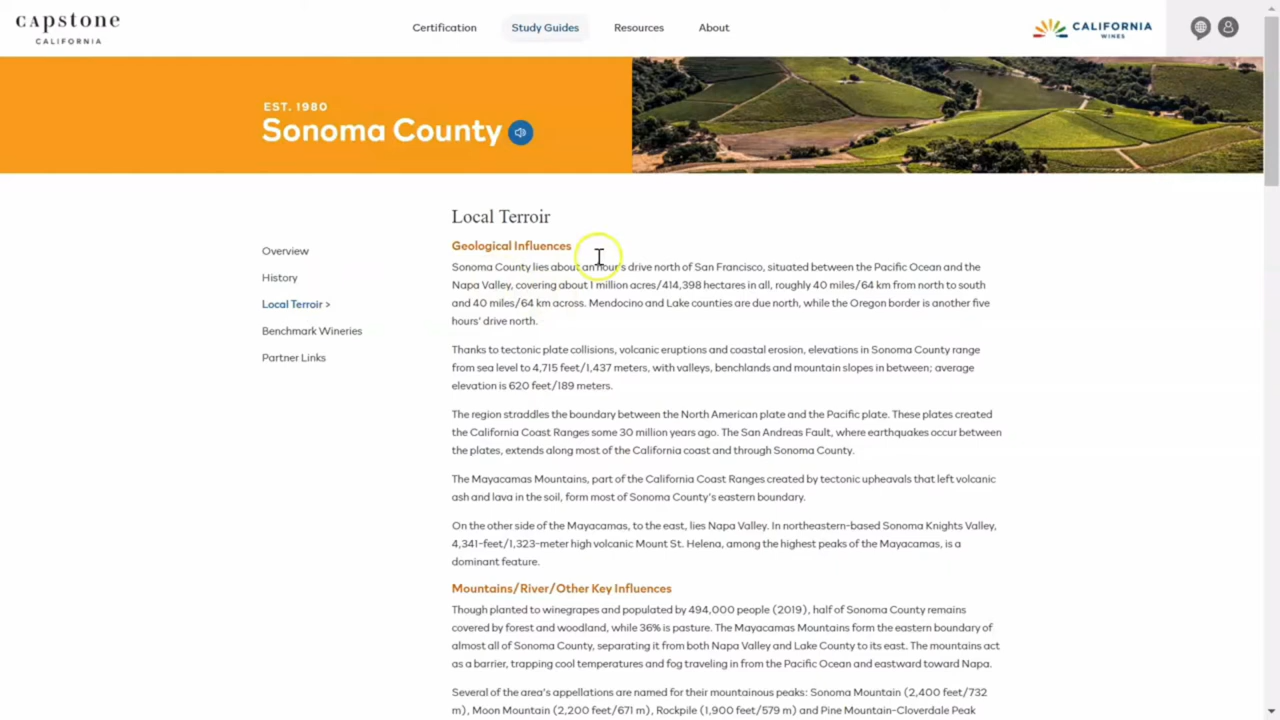 capstone
CALIFORNIA
Certification
Study Guides
Resources
About
CALIFORNIA
WINES
EST. 1980
Sonoma County
Overview
History
Local Terroir >
Benchmark Wineries
Partner Links
Local Terroir
Geological Influences
Sonoma County lies about an hour's drive north of San Francisco, situated between the Pacific Ocean and the
Napa Valley, covering about 1 million acres/414,398 hectares in all, roughly 40 miles/64 km from north to south
and 40 miles/64 km across. Mendocino and Lake counties are due north, while the Oregon border is another five
hours' drive north.
Thanks to tectonic plate collisions, volcanic eruptions and coastal erosion, elevations in Sonoma County range
from sea level to 4,715 feet/1,437 meters, with valleys, benchlands and mountain slopes in between; average
elevation is 620 feet/189 meters.
The region straddles the boundary between the North American plate and the Pacific plate. These plates created
the California Coast Ranges some 30 million years ago. The San Andreas Fault, where earthquakes occur between
the plates, extends along most of the California coast and through Sonoma County.
The Mayacamas Mountains, part of the California Coast Ranges created by tectonic upheavals that left volcanic
ash and lava in the soil, form most of Sonoma County's eastern boundary.
On the other side of the Mayacamas, to the east, lies Napa Valley. In northeastern-based Sonoma Knights Valley,
4,341-feet/1,323-meter high volcanic Mount St. Helena, among the highest peaks of the Mayacamas, is a
dominant feature.
Mountains/River/Other Key Influences
Though planted to winegrapes and populated by 494,000 people (2019), half of Sonoma County remains
covered by forest and woodland, while 36% is pasture. The Mayacamas Mountains form the eastern boundary of
almost all of Sonoma County, separating it from both Napa Valley and Lake County to its east. The mountains act
as a barrier, trapping cool temperatures and fog traveling in from the Pacific Ocean and eastward toward Napa.
Several of the area's appellations are named for their mountainous peaks: Sonoma Mountain (2,400 feet/732
m), Moon Mountain (2,200 feet/671 m), Rockpile (1,900 feet/579 m) and Pine Mountain-Cloverdale Peak